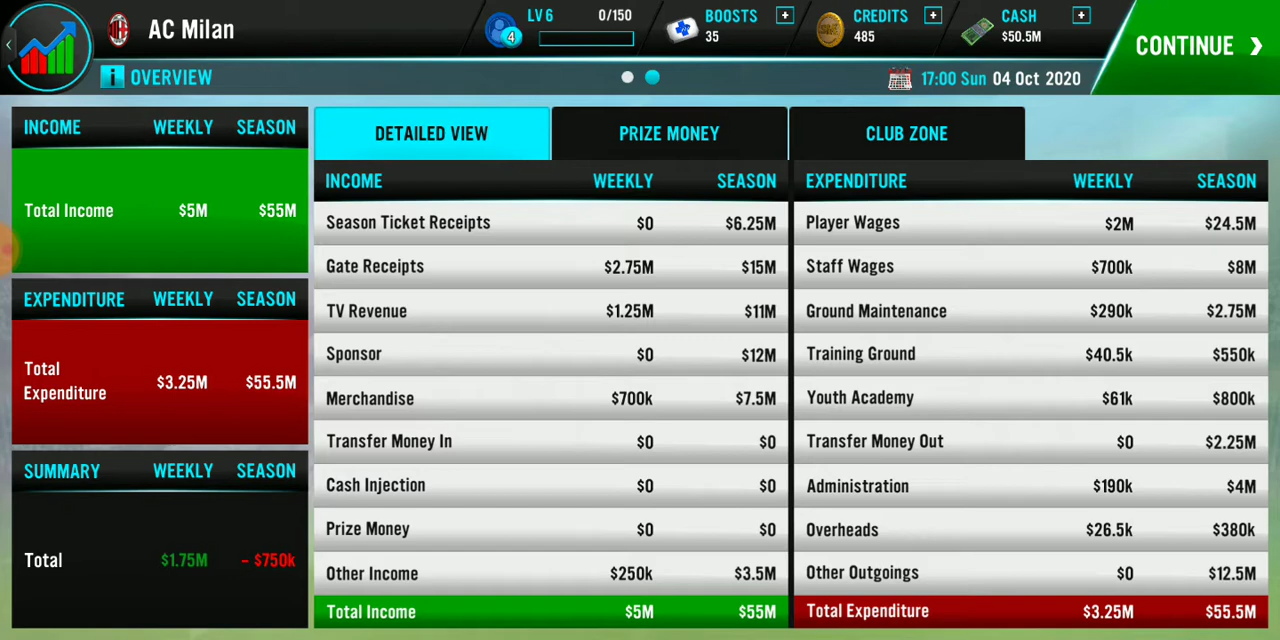 AC Milan
LV 6 0/150
4
BOOSTS +
35
CREDITS +
485
CASH +
$50.5M
CONTINUE
i OVERVIEW
17:00 Sun 04 Oct 2020
INCOME WEEKLY SEASON
Total Income $5M $55M
EXPENDITURE WEEKLY SEASON
Total Expenditure $3.25M $55.5M
SUMMARY WEEKLY SEASON
Total $1.75M - $750k
DETAILED VIEW PRIZE MONEY CLUB ZONE
INCOME WEEKLY SEASON
Season Ticket Receipts $0 $6.25M
Gate Receipts $2.75M $15M
TV Revenue $1.25M $11M
Sponsor $0 $12M
Merchandise $700k $7.5M
Transfer Money In $0 $0
Cash Injection $0 $0
Prize Money $0 $0
Other Income $250k $3.5M
Total Income $5M $55M
EXPENDITURE WEEKLY SEASON
Player Wages $2M $24.5M
Staff Wages $700k $8M
Ground Maintenance $290k $2.75M
Training Ground $40.5k $550k
Youth Academy $61k $800k
Transfer Money Out $0 $2.25M
Administration $190k $4M
Overheads $26.5k $380k
Other Outgoings $0 $12.5M
Total Expenditure $3.25M $55.5M